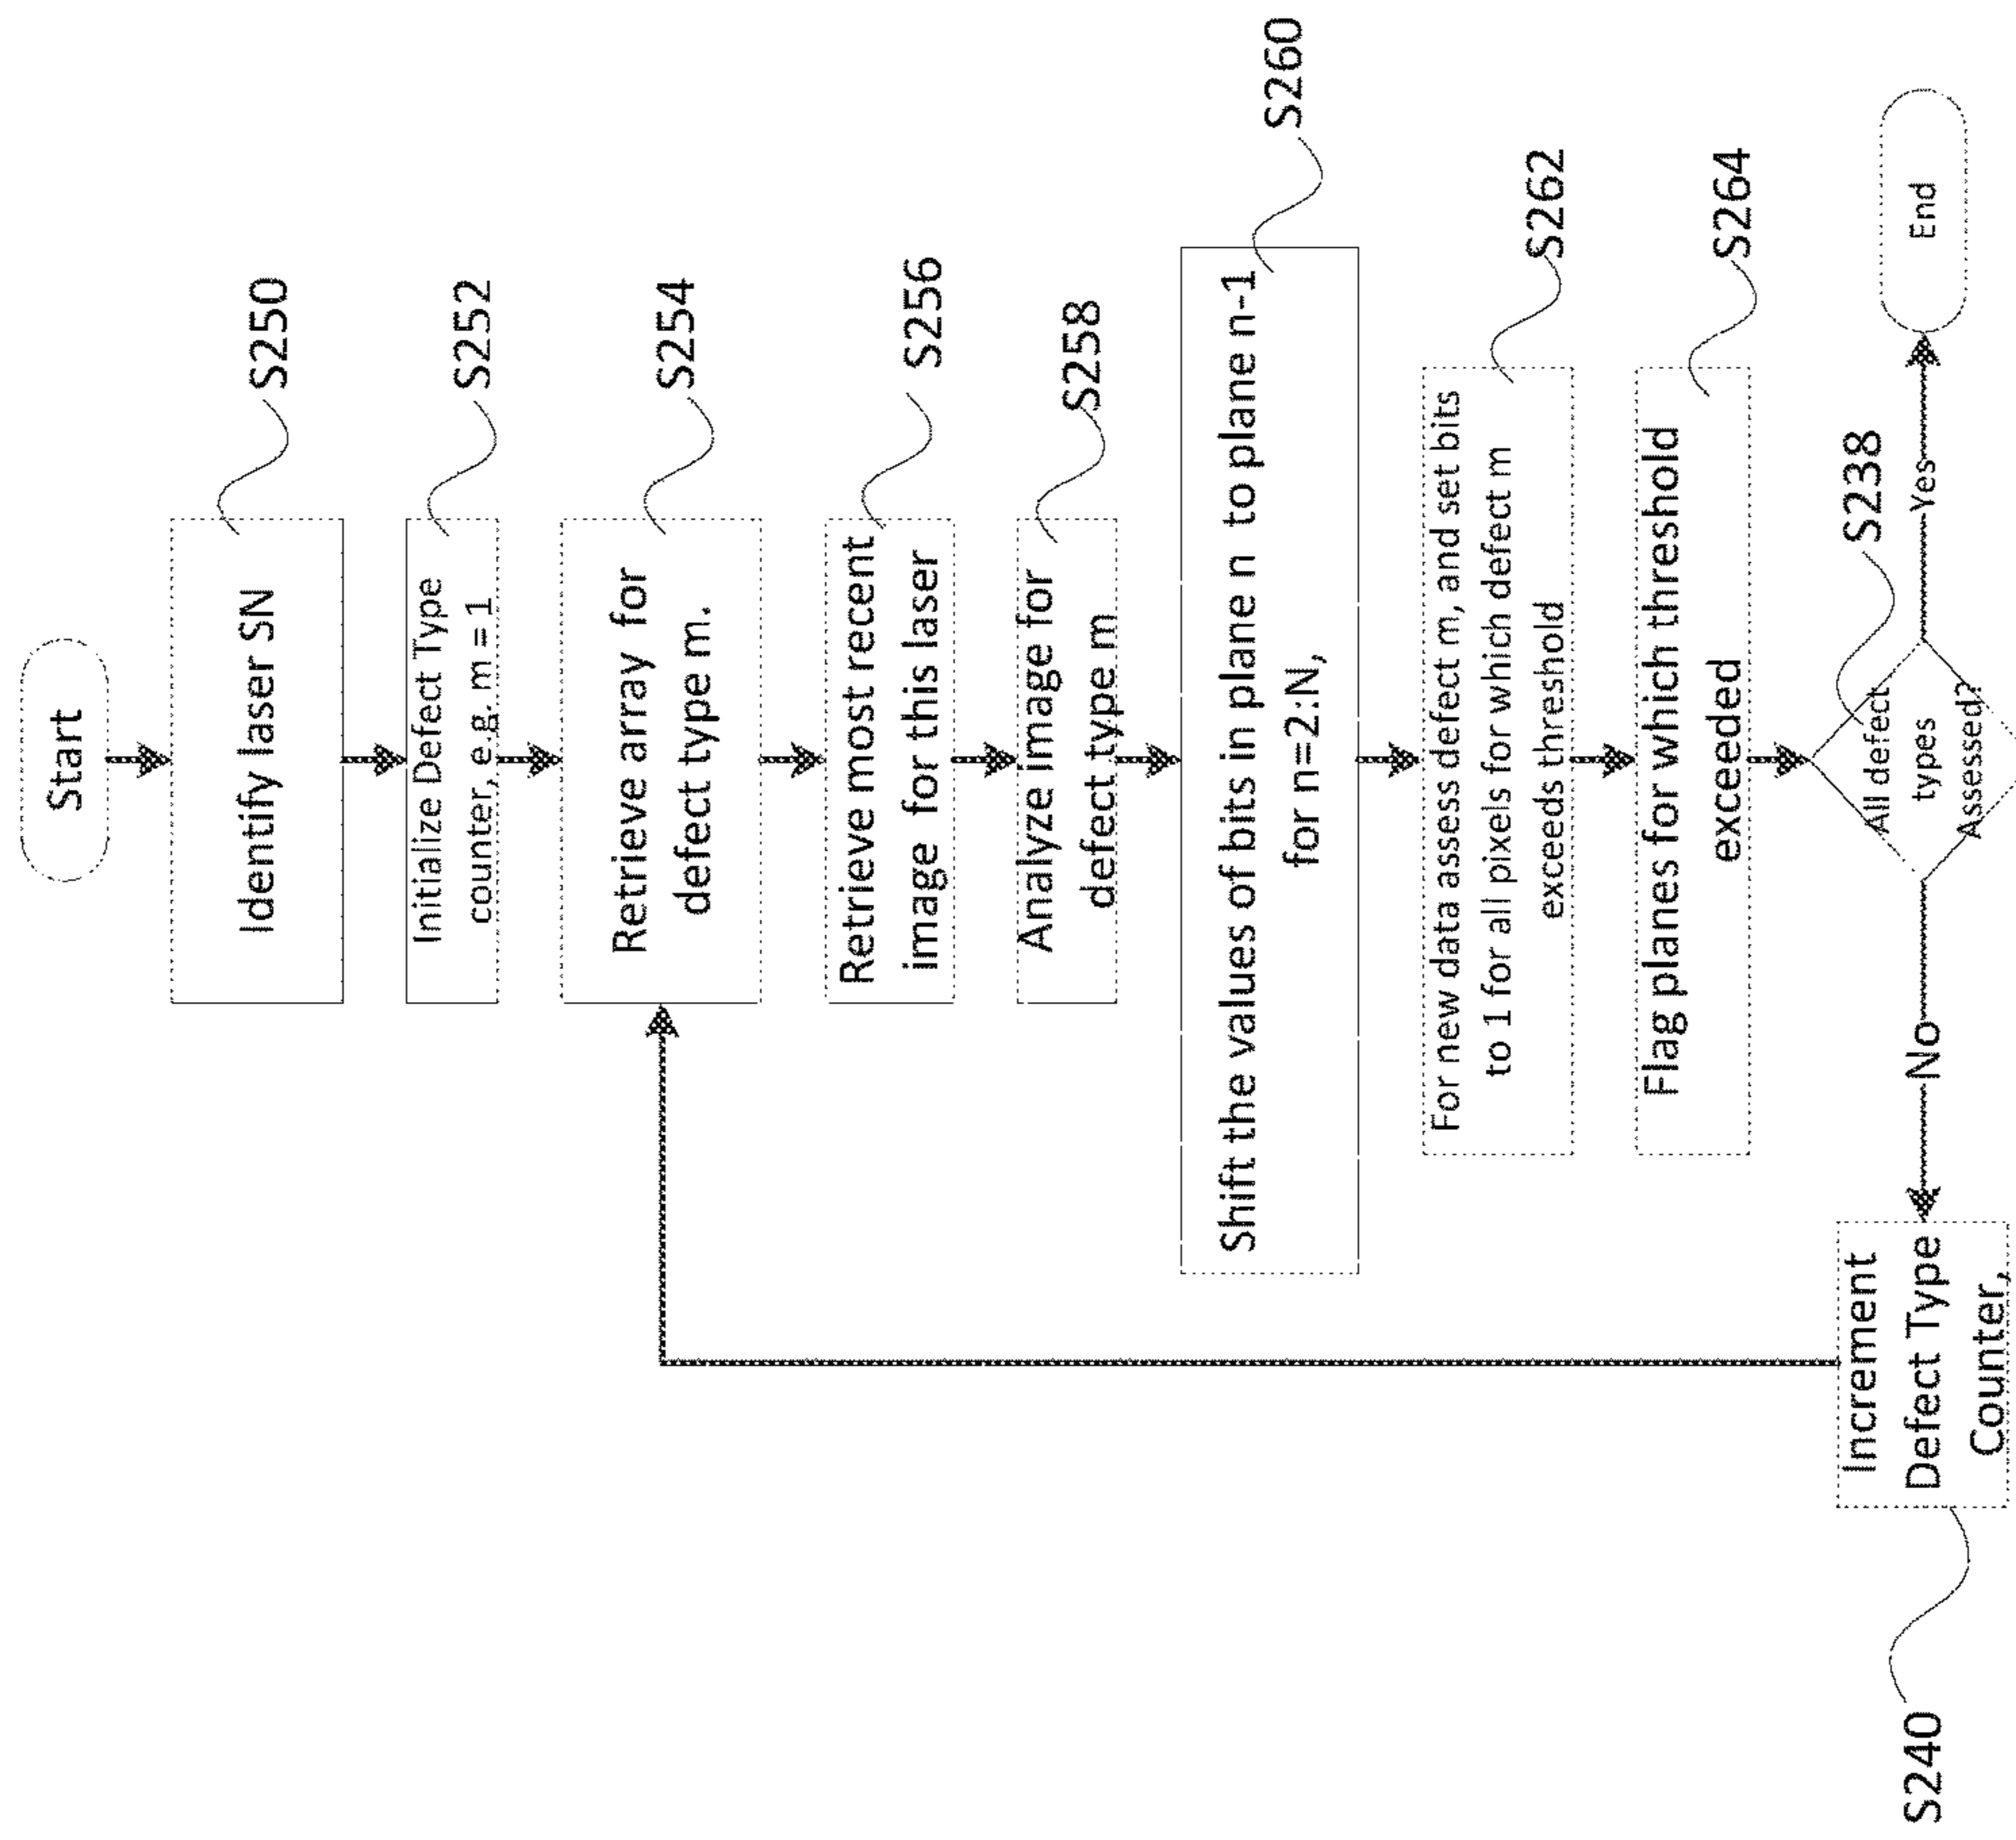 Start
Identify laser SN
S250
Initialize Defect Type
counter, e.g. m = 1
S252
Retrieve array for
defect type m.
S254
Retrieve most recent
image for this laser
S256
Analyze image for
defect type m
S258
Shift the values of bits in plane n to plane n-1
for n=2:N,
S260
For new data assess defect m, and set bits
to 1 for all pixels for which defect m
exceeds threshold
S262
Flag planes for which threshold
exceeded
S264
All defect
types
Assessed?
S238
Yes
End
No
Increment
Defect Type
Counter,
S240